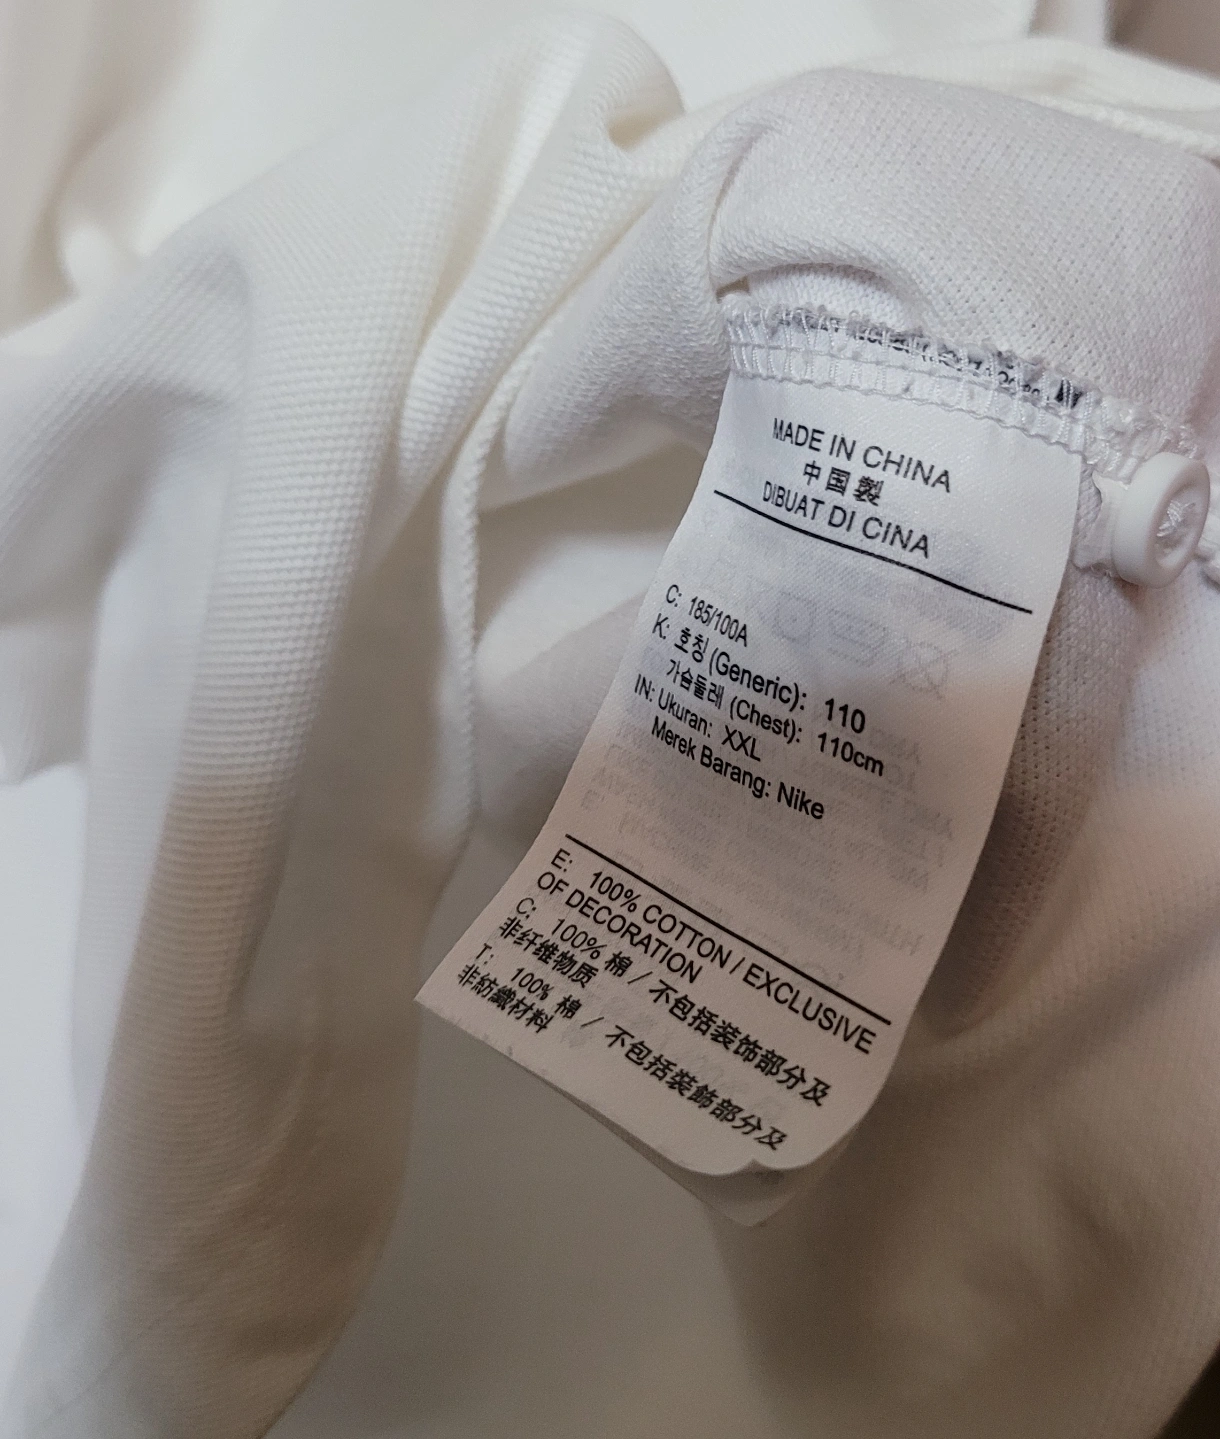 MADE IN CHINA
中国製
DIBUAT DI CINA
C: 185/100A
K: 호칭 (Generic): 110
가슴둘레 (Chest): 110cm
IN: Ukuran: XXL
Merek Barang: Nike
E: 100% COTTON / EXCLUSIVE
OF DECORATION
C: 100% 棉 / 不包括装饰部分及
非纤维物质
T: 100% 棉 / 不包括裝飾部分及
非紡織材料